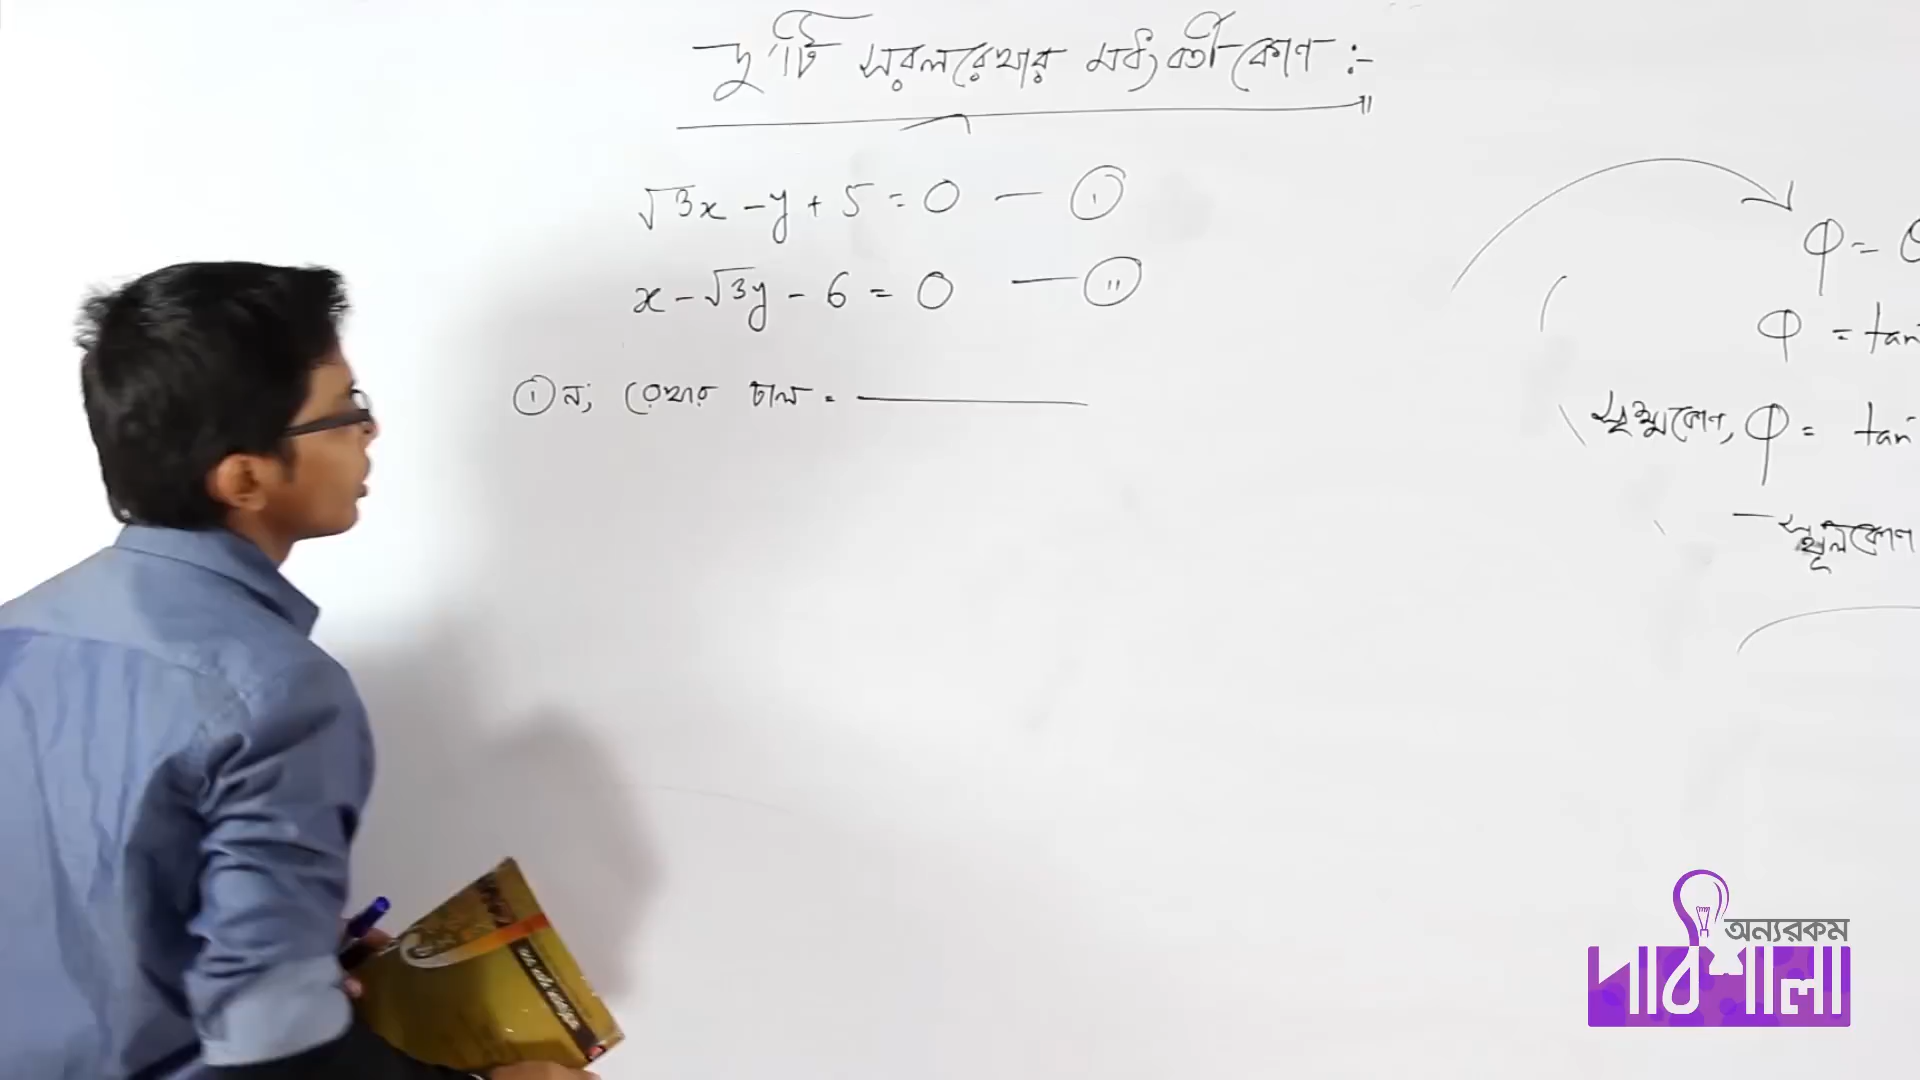 দুটি সরলরেখার মধ্যবর্তী কোণ :-
√3x - y + 5 = 0 — (i)
x - √3y - 6 = 0 — (ii)
(i) নং রেখার ঢাল =
φ = θ
φ = tan
সূক্ষ্মকোণ, φ = tan⁻
স্থূলকোণ
অন্যরকম
পাঠশালা